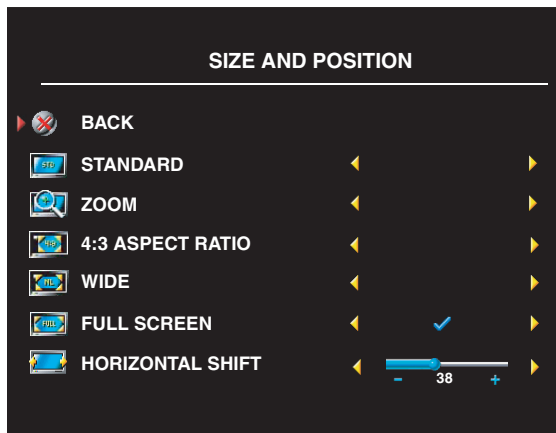 SIZE AND POSITION
BACK
STD STANDARD
ZOOM
4:3 4:3 ASPECT RATIO
NL WIDE
FULL FULL SCREEN
HORIZONTAL SHIFT
- 38 +